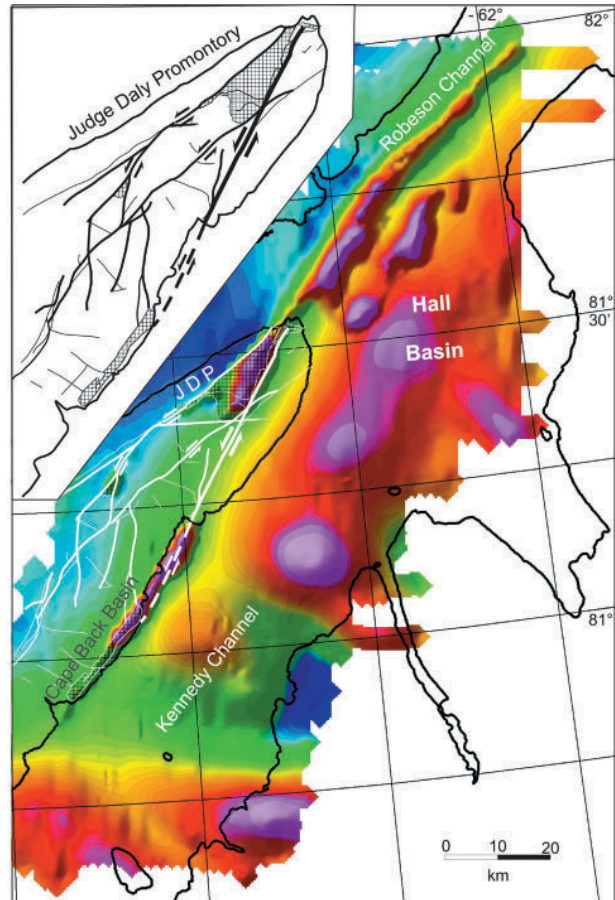 - 62°
82°
Judge Daly Promontory
Robeson Channel
81°
30'
Hall
Basin
JDP
Cape Back Basin
Kennedy Channel
81°
0 10 20
km